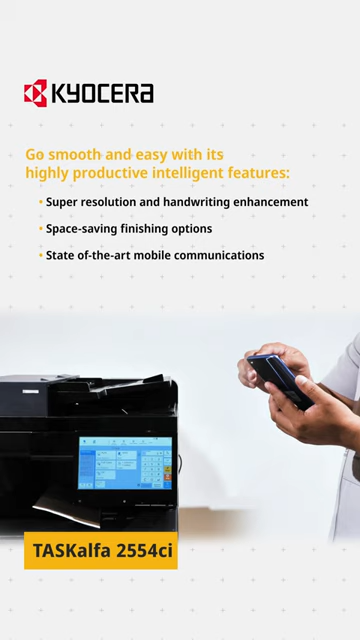 KYOCERA
Go smooth and easy with its
highly productive intelligent features:
• Super resolution and handwriting enhancement
• Space-saving finishing options
• State of-the-art mobile communications
TASKalfa 2554ci